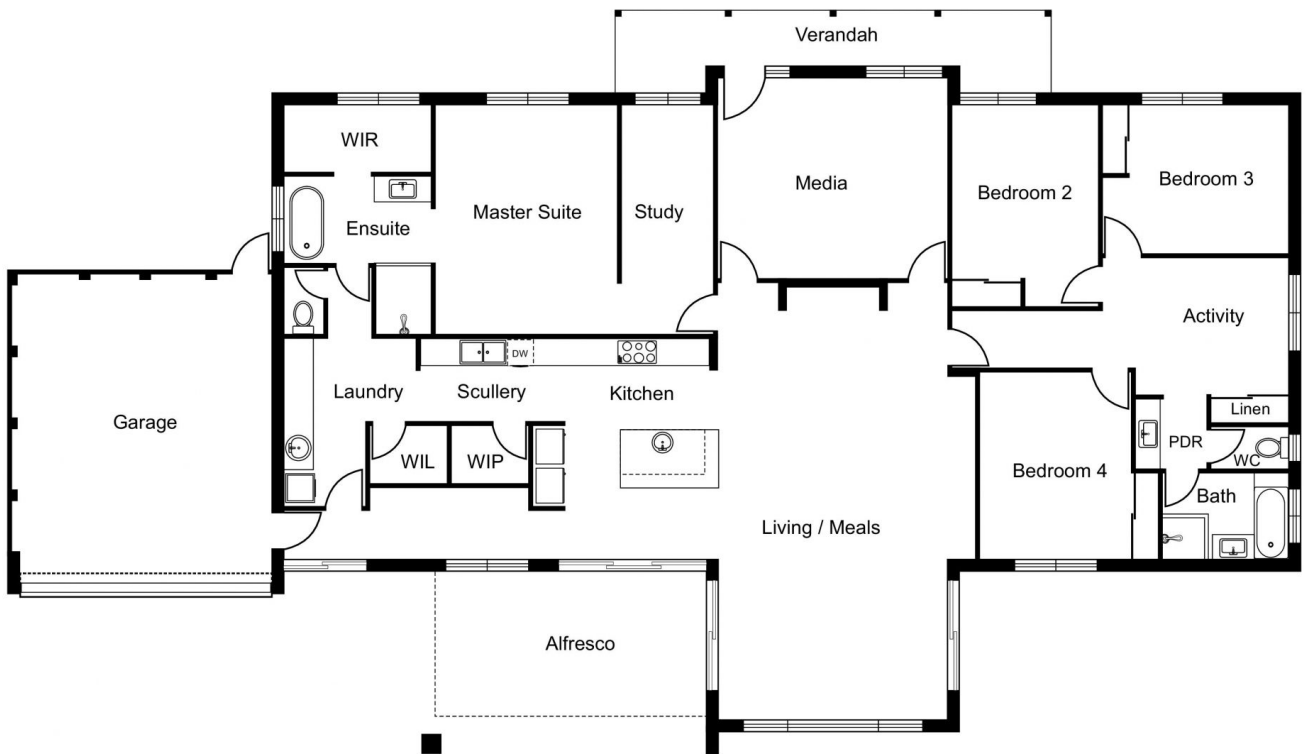 Verandah
WIR
Master Suite
Study
Media
Bedroom 2
Bedroom 3
Ensuite
Activity
Garage
Laundry
Scullery
DW
Kitchen
WIL
WIP
Living / Meals
Bedroom 4
Linen
PDR
WC
Bath
Alfresco